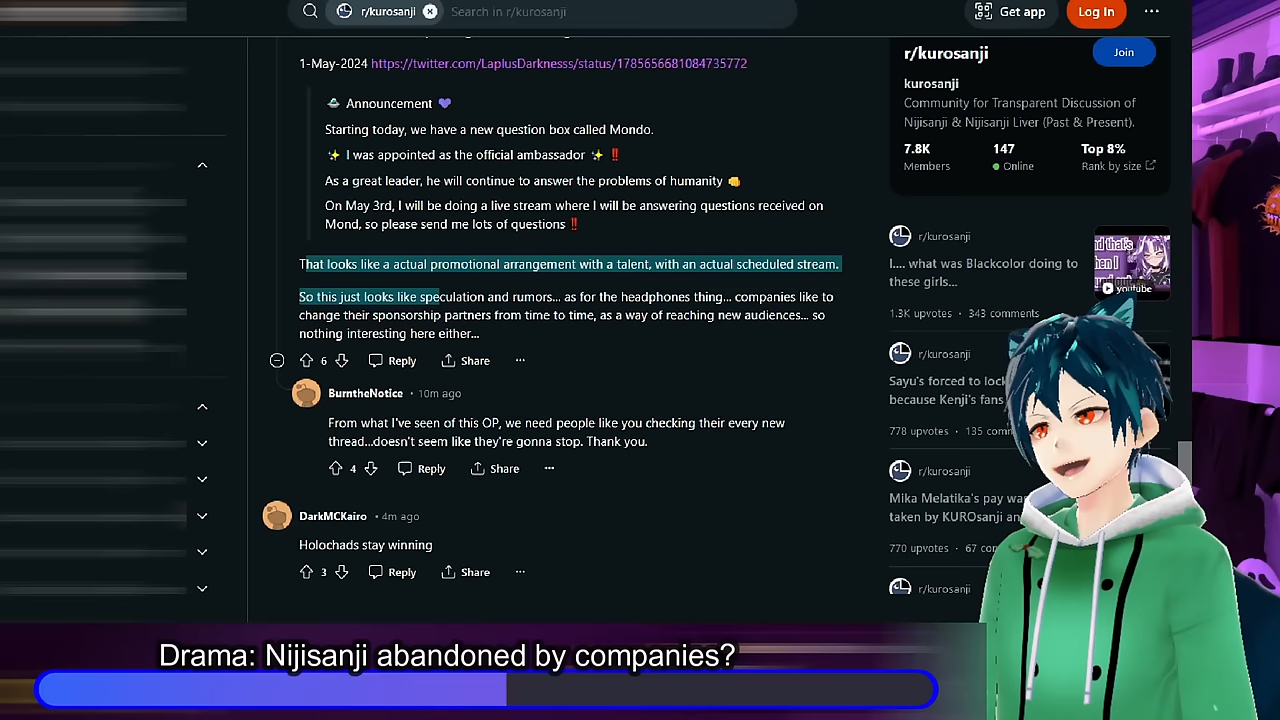 r/kurosanji
Search in r/kurosanji
Get app
Log In
1-May-2024 https://twitter.com/LaplusDarknesss/status/1785656681084735772
🛸 Announcement 💜
Starting today, we have a new question box called Mondo.
✨ I was appointed as the official ambassador ✨ ‼️
As a great leader, he will continue to answer the problems of humanity 👊
On May 3rd, I will be doing a live stream where I will be answering questions received on
Mond, so please send me lots of questions ‼️
That looks like a actual promotional arrangement with a talent, with an actual scheduled stream.
So this just looks like speculation and rumors... as for the headphones thing... companies like to
change their sponsorship partners from time to time, as a way of reaching new audiences... so
nothing interesting here either...
6 Reply Share ...
BurntheNotice • 10m ago
From what I've seen of this OP, we need people like you checking their every new
thread...doesn't seem like they're gonna stop. Thank you.
4 Reply Share ...
DarkMCKairo • 4m ago
Holochads stay winning
3 Reply Share ...
r/kurosanji
Join
kurosanji
Community for Transparent Discussion of
Nijisanji & Nijisanji Liver (Past & Present).
7.8K 147 Top 8%
Members Online Rank by size
r/kurosanji
I.... what was Blackcolor doing to
these girls...
youtube
1.3K upvotes • 343 comments
r/kurosanji
Sayu's forced to lock
because Kenji's fans
778 upvotes • 135 comm
r/kurosanji
Mika Melatika's pay was
taken by KUROsanji an
770 upvotes • 67 com
r/kurosanji
Drama: Nijisanji abandoned by companies?